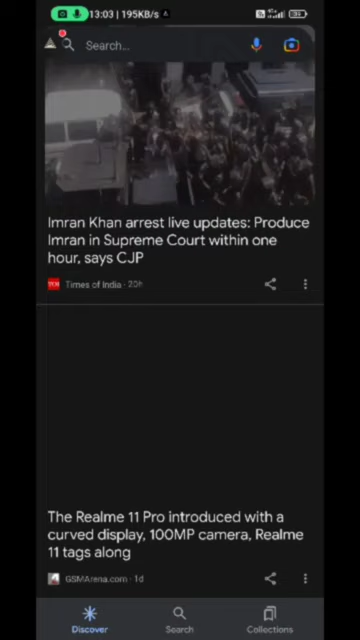 13:03 | 195KB/s
Search...
Imran Khan arrest live updates: Produce
Imran in Supreme Court within one
hour, says CJP
Times of India · 20h
The Realme 11 Pro introduced with a
curved display, 100MP camera, Realme
11 tags along
GSMArena.com · 1d
Discover
Search
Collections